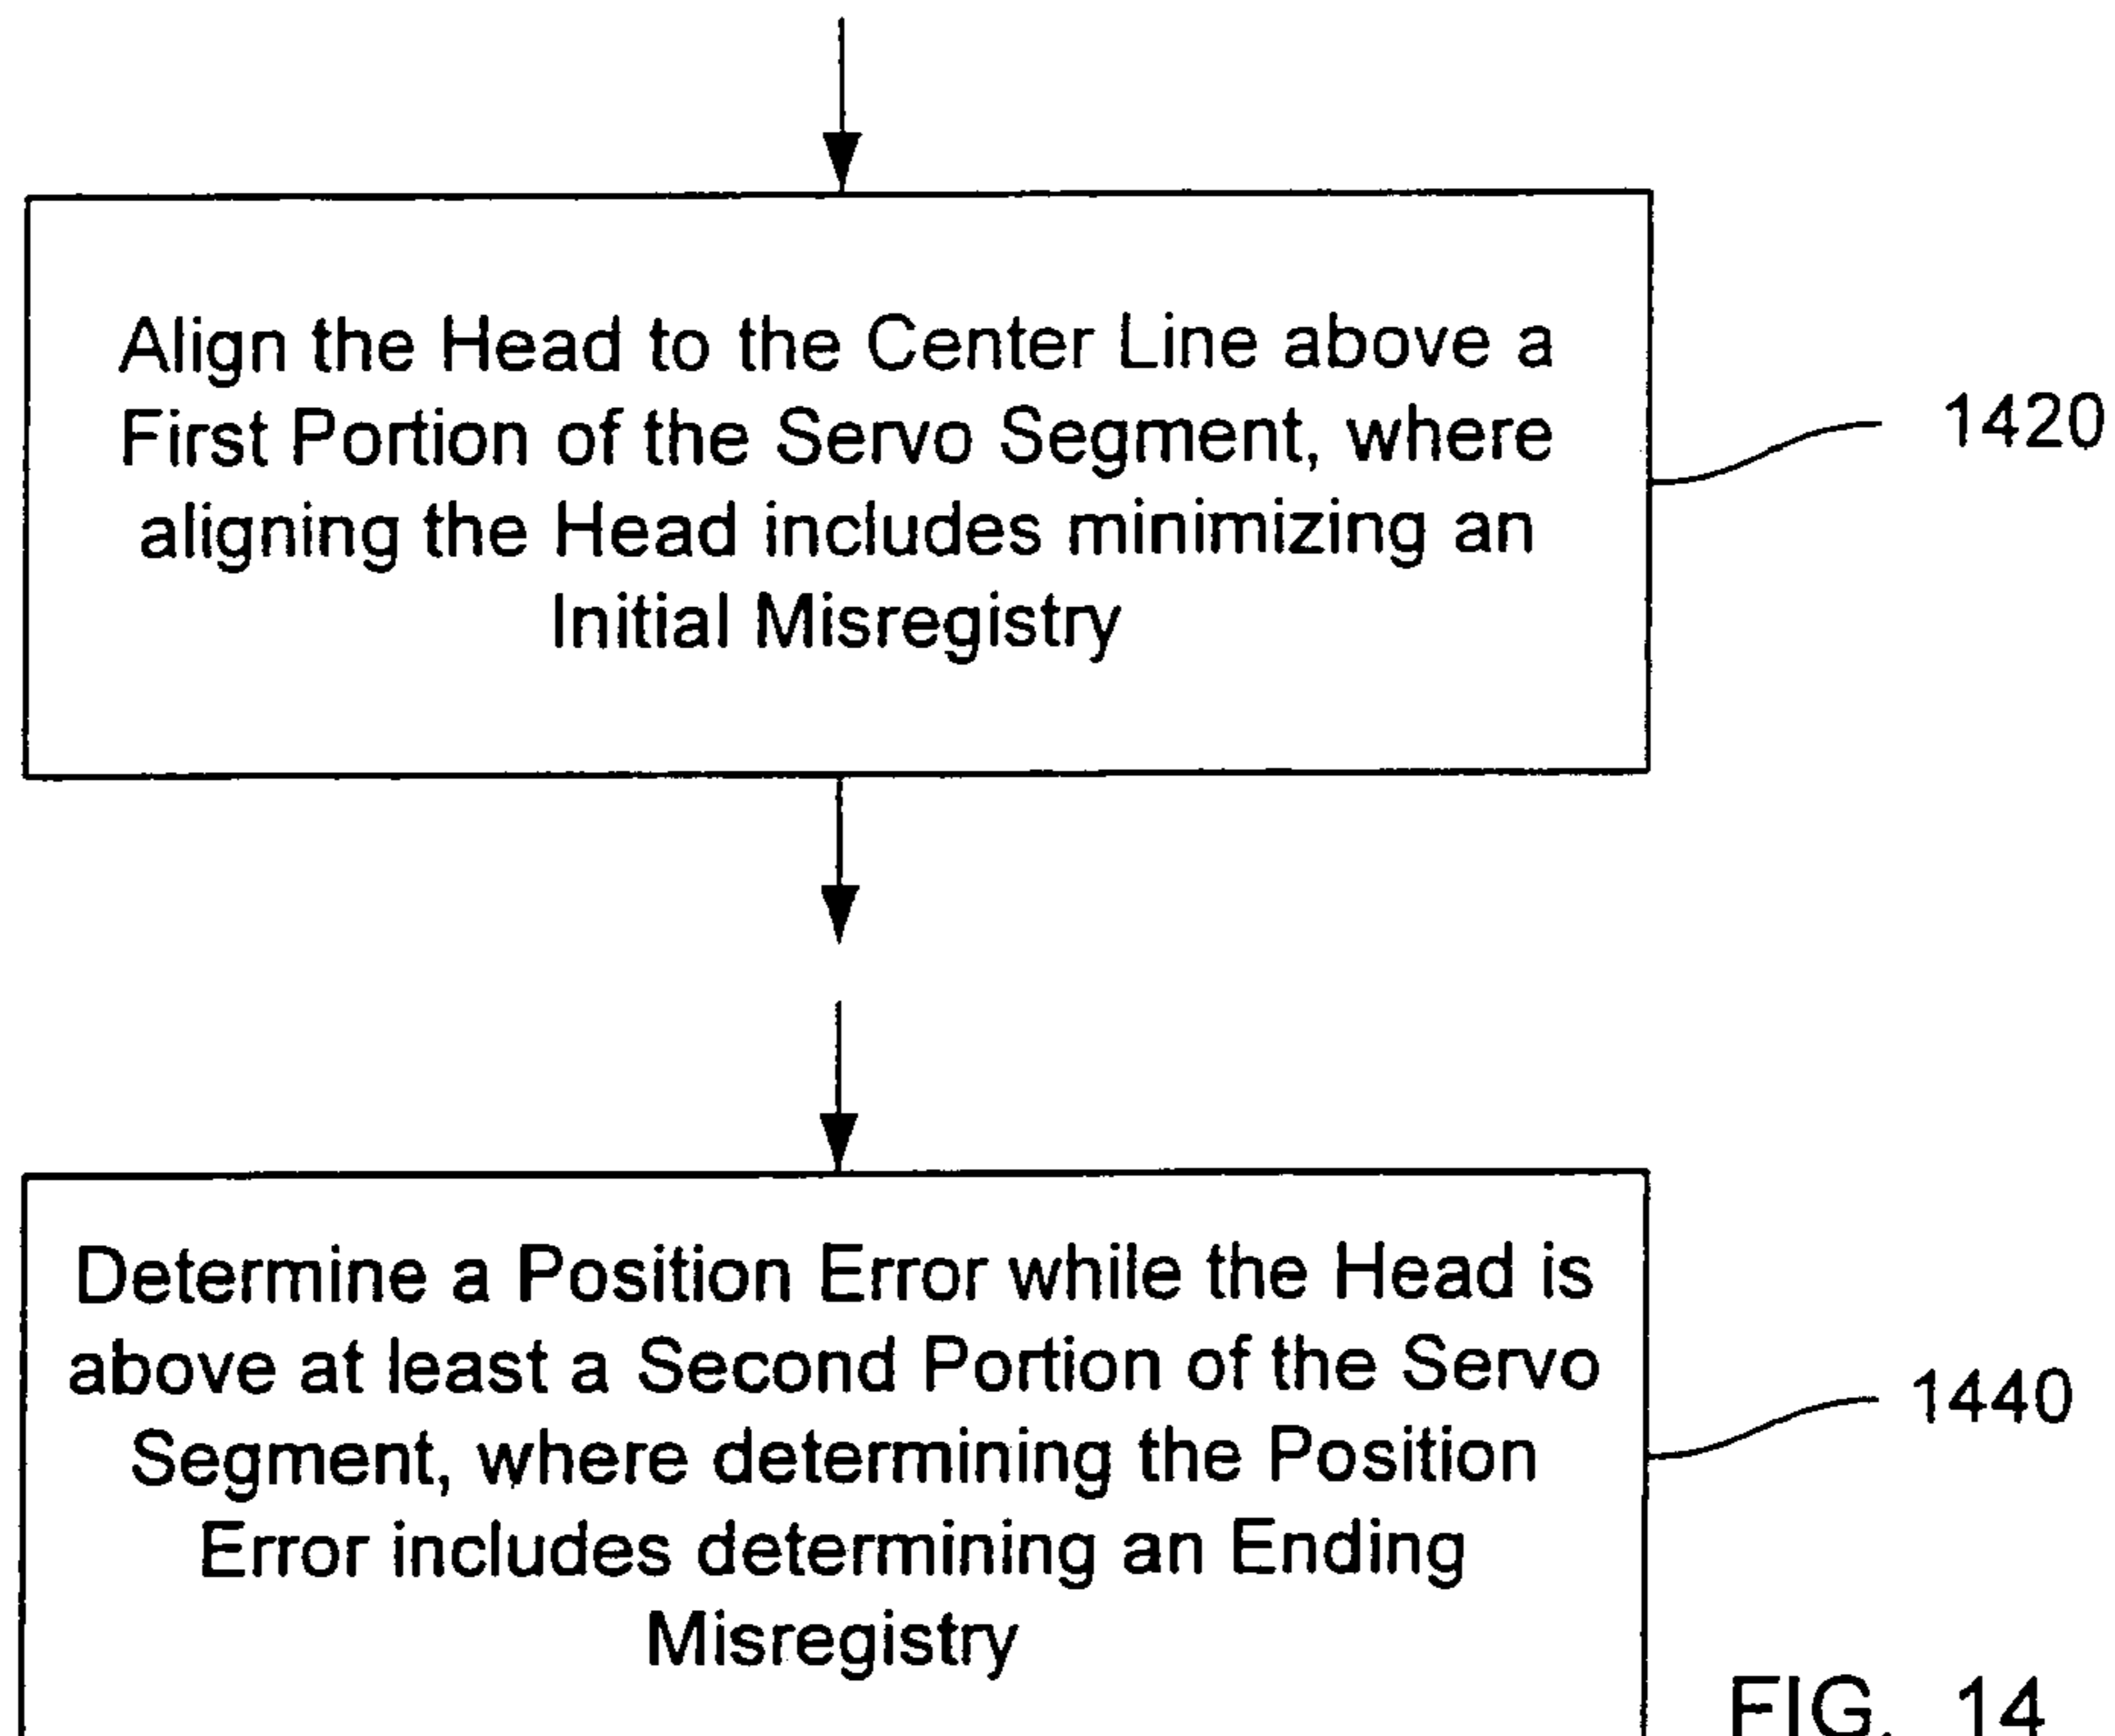 Align the Head to the Center Line above a
First Portion of the Servo Segment, where
aligning the Head includes minimizing an
Initial Misregistry
1420
Determine a Position Error while the Head is
above at least a Second Portion of the Servo
Segment, where determining the Position
Error includes determining an Ending
Misregistry
1440
FIG. 14